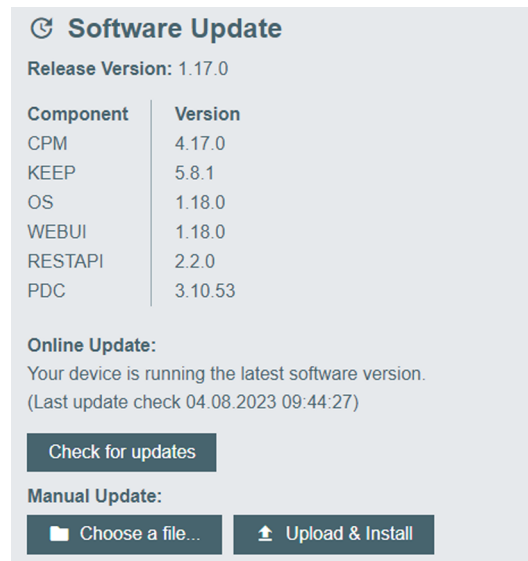 Software Update
Release Version: 1.17.0
Component Version
CPM 4.17.0
KEEP 5.8.1
OS 1.18.0
WEBUI 1.18.0
RESTAPI 2.2.0
PDC 3.10.53
Online Update:
Your device is running the latest software version.
(Last update check 04.08.2023 09:44:27)
Check for updates
Manual Update:
Choose a file... Upload & Install